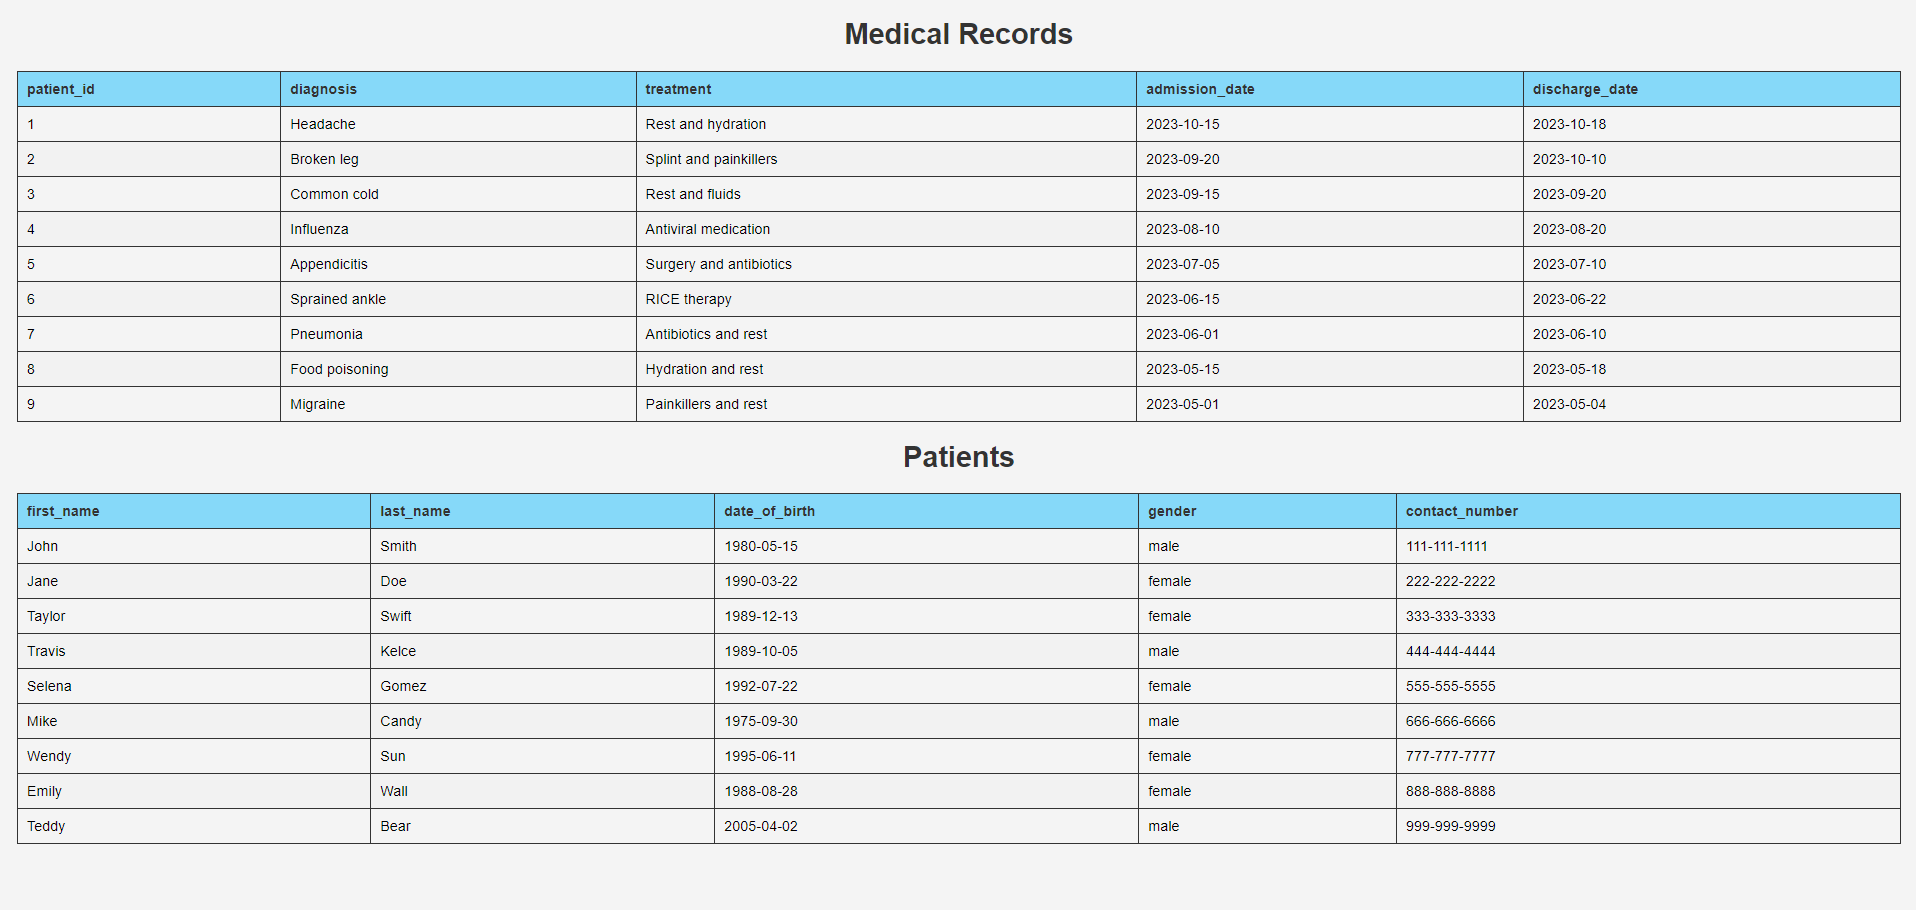 Medical Records
patient_id diagnosis treatment admission_date discharge_date
1 Headache Rest and hydration 2023-10-15 2023-10-18
2 Broken leg Splint and painkillers 2023-09-20 2023-10-10
3 Common cold Rest and fluids 2023-09-15 2023-09-20
4 Influenza Antiviral medication 2023-08-10 2023-08-20
5 Appendicitis Surgery and antibiotics 2023-07-05 2023-07-10
6 Sprained ankle RICE therapy 2023-06-15 2023-06-22
7 Pneumonia Antibiotics and rest 2023-06-01 2023-06-10
8 Food poisoning Hydration and rest 2023-05-15 2023-05-18
9 Migraine Painkillers and rest 2023-05-01 2023-05-04
Patients
first_name last_name date_of_birth gender contact_number
John Smith 1980-05-15 male 111-111-1111
Jane Doe 1990-03-22 female 222-222-2222
Taylor Swift 1989-12-13 female 333-333-3333
Travis Kelce 1989-10-05 male 444-444-4444
Selena Gomez 1992-07-22 female 555-555-5555
Mike Candy 1975-09-30 male 666-666-6666
Wendy Sun 1995-06-11 female 777-777-7777
Emily Wall 1988-08-28 female 888-888-8888
Teddy Bear 2005-04-02 male 999-999-9999